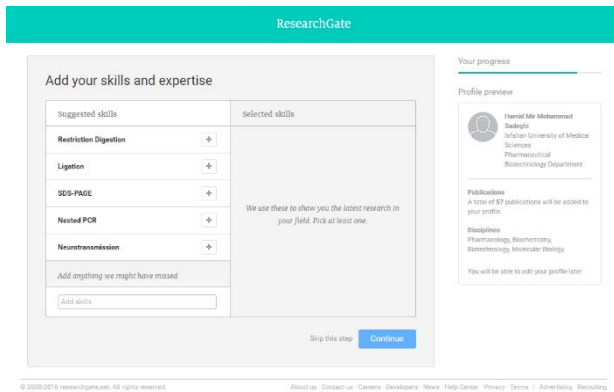 ResearchGate
Add your skills and expertise
Suggested skills
Restriction Digestion
Ligation
SDS-PAGE
Nested PCR
Neurotransmission
Add anything we might have missed
Add skills
Selected skills
We use these to show you the latest research in
your field. Pick at least one.
Skip this step
Continue
Your progress
Profile preview
Hamid Mir Mohammad
Sadeghi
Isfahan University of Medical
Sciences
Pharmaceutical
Biotechnology Department
Publications
A total of 57 publications will be added to
your profile.
Disciplines
Pharmacology, Biochemistry,
Biotechnology, Molecular Biology
You will be able to edit your profile later.
© 2008-2016 researchgate.net. All rights reserved.
About us · Contact us · Careers · Developers · News · Help Center · Privacy · Terms | Advertising · Recruiting